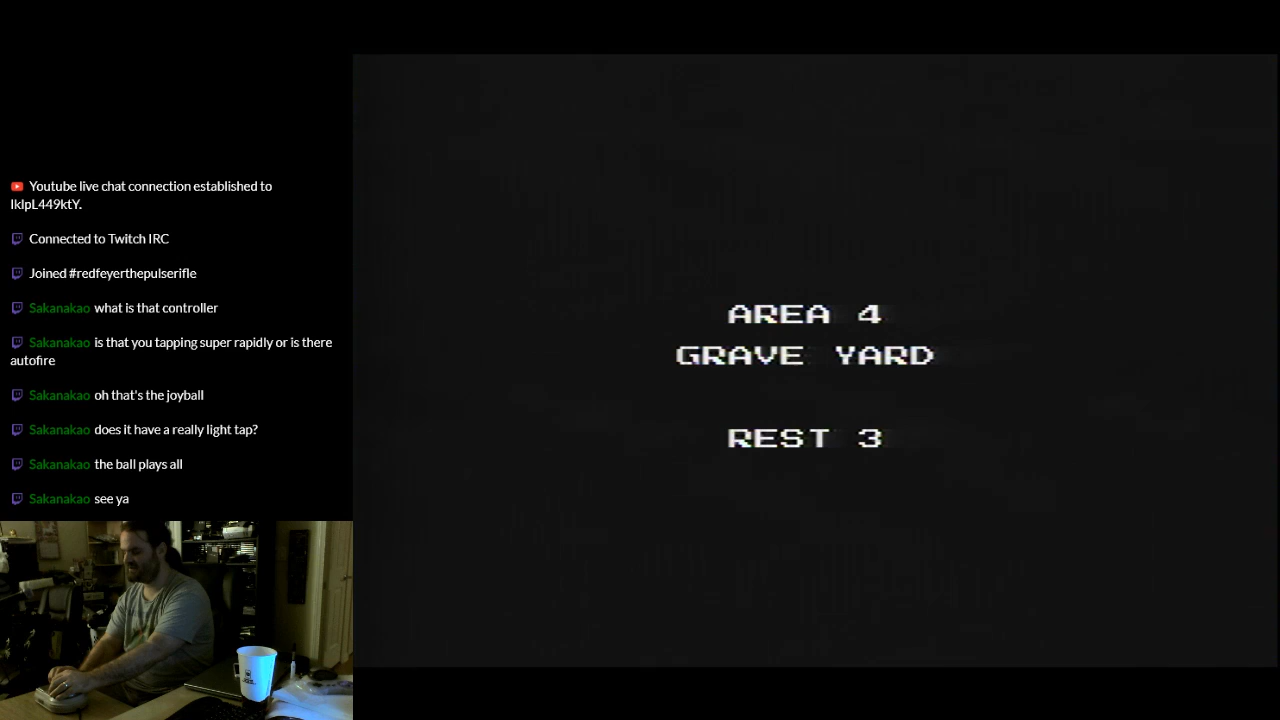 Youtube live chat connection established to
lklpL449ktY.
Connected to Twitch IRC
Joined #redfeyerthepulserifle
Sakanakao what is that controller
Sakanakao is that you tapping super rapidly or is there
autofire
Sakanakao oh that's the joyball
Sakanakao does it have a really light tap?
Sakanakao the ball plays all
Sakanakao see ya
AREA 4
GRAVE YARD
REST 3